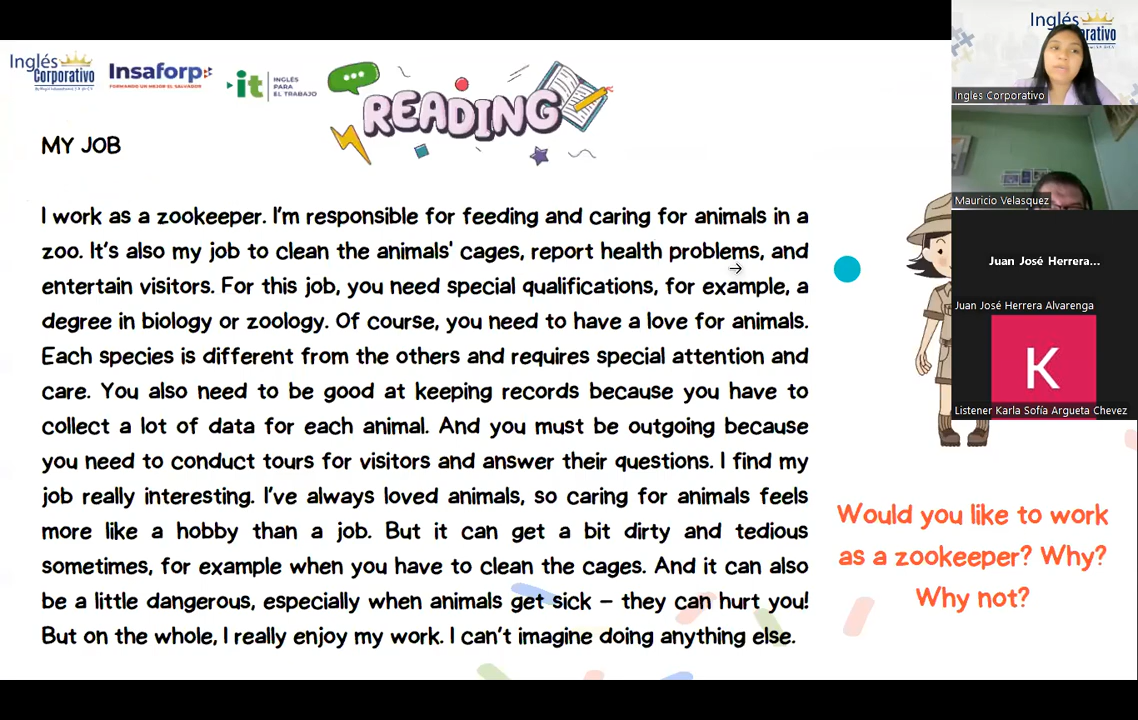 Inglés
Corporativo
Insaforp
FORMANDO UN MEJOR EL SALVADOR
it
INGLÉS
PARA
EL TRABAJO
READING
MY JOB
I work as a zookeeper. I'm responsible for feeding and caring for animals in a
zoo. It's also my job to clean the animals' cages, report health problems, and
entertain visitors. For this job, you need special qualifications, for example, a
degree in biology or zoology. Of course, you need to have a love for animals.
Each species is different from the others and requires special attention and
care. You also need to be good at keeping records because you have to
collect a lot of data for each animal. And you must be outgoing because
you need to conduct tours for visitors and answer their questions. I find my
job really interesting. I've always loved animals, so caring for animals feels
more like a hobby than a job. But it can get a bit dirty and tedious
sometimes, for example when you have to clean the cages. And it can also
be a little dangerous, especially when animals get sick – they can hurt you!
But on the whole, I really enjoy my work. I can't imagine doing anything else.
Would you like to work
as a zookeeper? Why?
Why not?
Inglés
Ingles Corporativo
Mauricio Velasquez
Juan José Herrera...
Juan José Herrera Alvarenga
K
Listener Karla Sofía Argueta Chevez